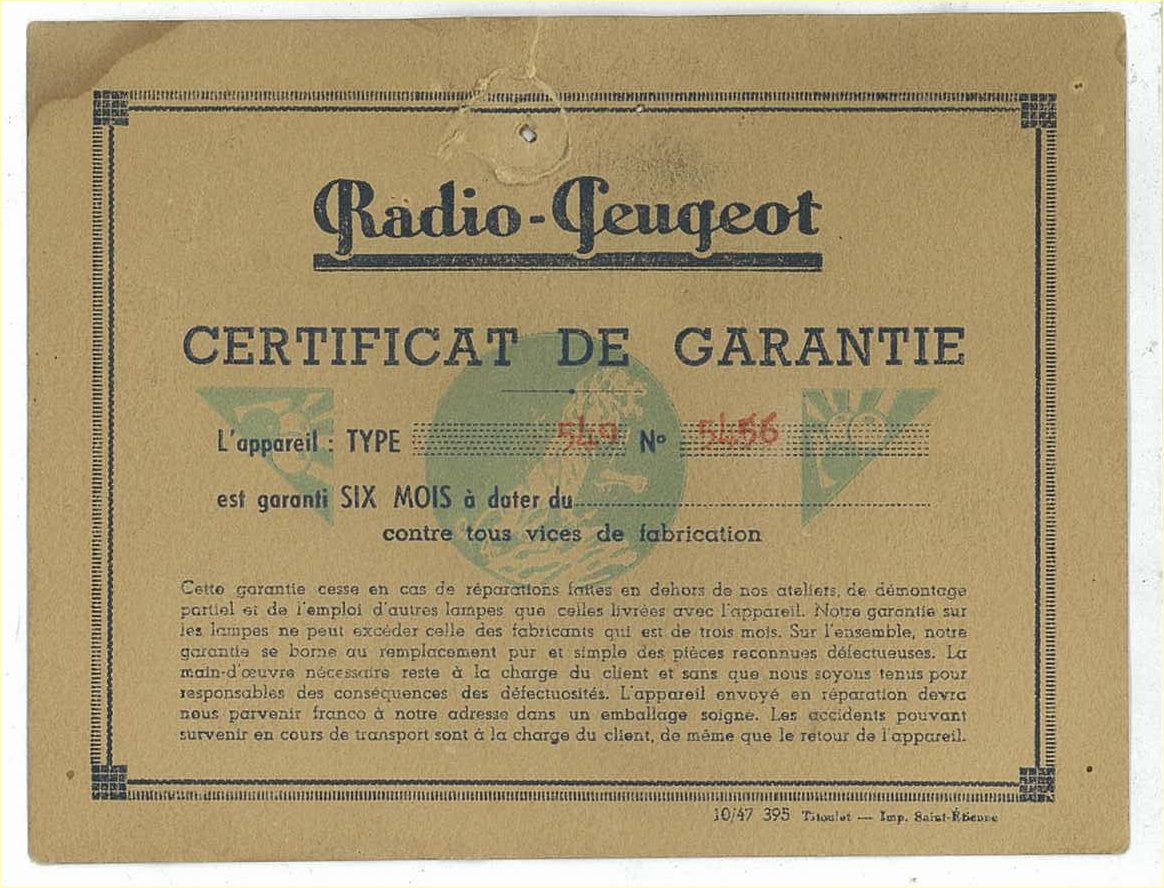 Radio-Peugeot
CERTIFICAT DE GARANTIE
L'appareil : TYPE 549 N° 5456
est garanti SIX MOIS à dater du
contre tous vices de fabrication
Cette garantie cesse en cas de réparations faites en dehors de nos ateliers, de démontage
partiel et de l'emploi d'autres lampes que celles livrées avec l'appareil. Notre garantie sur
les lampes ne peut excéder celle des fabricants qui est de trois mois. Sur l'ensemble, notre
garantie se borne au remplacement pur et simple des pièces reconnues défectueuses. La
main-d'œuvre nécessaire reste à la charge du client et sans que nous soyons tenus pour
responsables des conséquences des défectuosités. L'appareil envoyé en réparation devra
nous parvenir franco à notre adresse dans un emballage soigné. Les accidents pouvant
survenir en cours de transport sont à la charge du client, de même que le retour de l'appareil.
10/47 395 Titoulet — Imp. Saint-Étienne